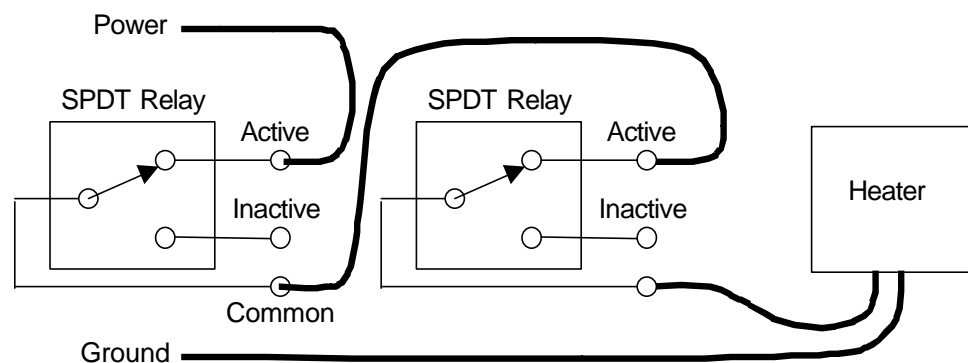 Power
SPDT Relay
SPDT Relay
Active
Active
Heater
Inactive
Inactive
Common
Ground